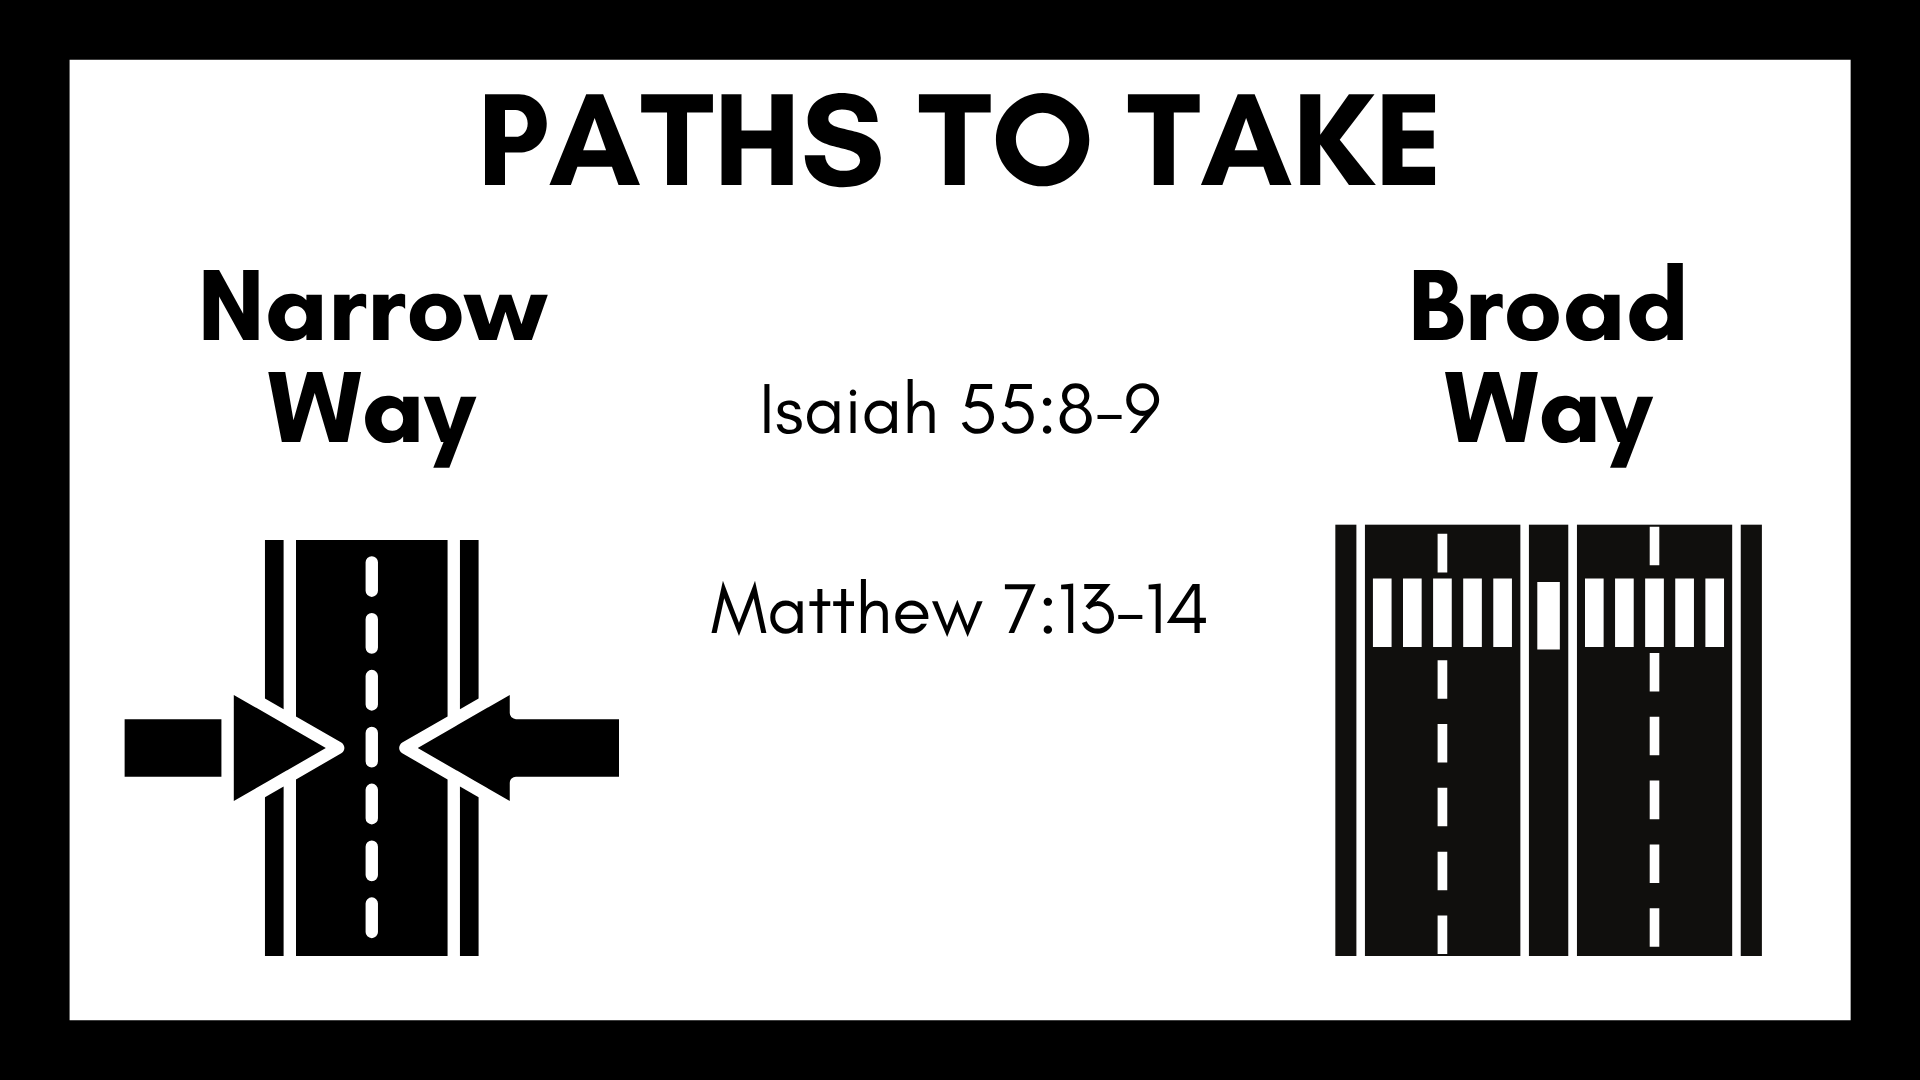 PATHS TO TAKE
Narrow
Way
Isaiah 55:8-9
Matthew 7:13-14
Broad
Way